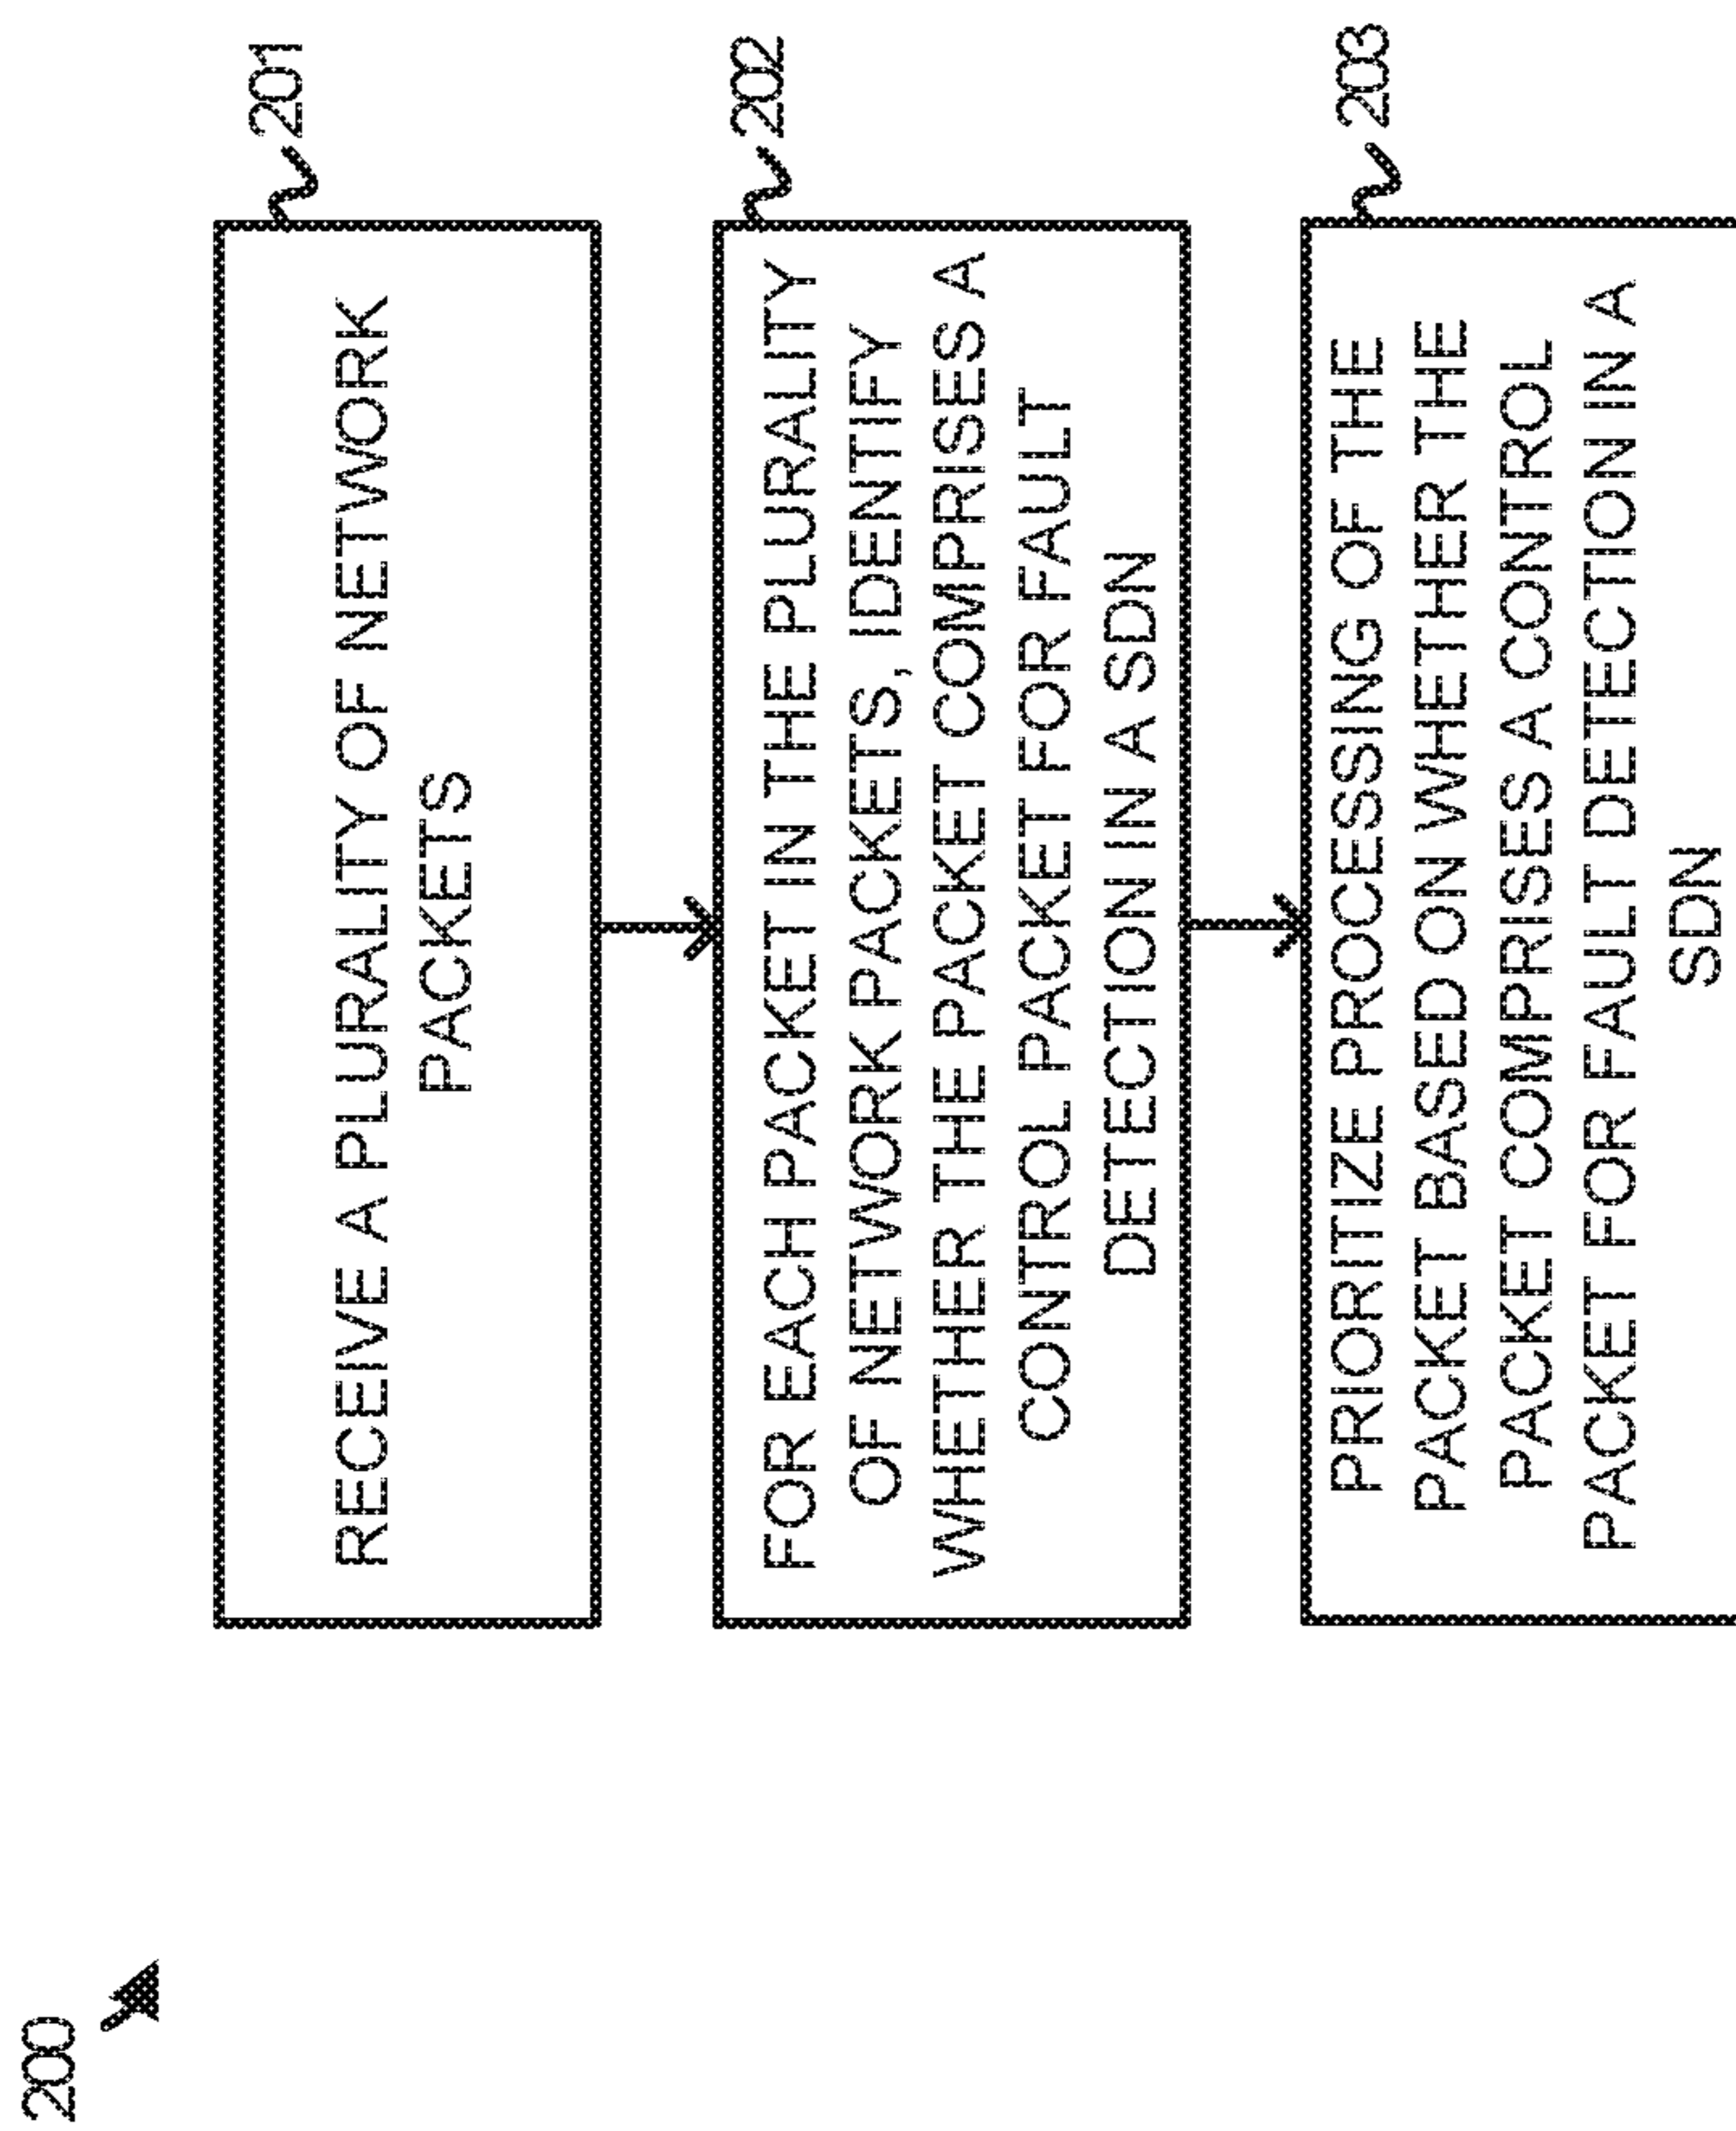 200
201
RECEIVE A PLURALITY OF NETWORK
PACKETS
202
FOR EACH PACKET IN THE PLURALITY
OF NETWORK PACKETS, IDENTIFY
WHETHER THE PACKET COMPRISES A
CONTROL PACKET FOR FAULT
DETECTION IN A SDN
203
PRIORITIZE PROCESSING OF THE
PACKET BASED ON WHETHER THE
PACKET COMPRISES A CONTROL
PACKET FOR FAULT DETECTION IN A
SDN